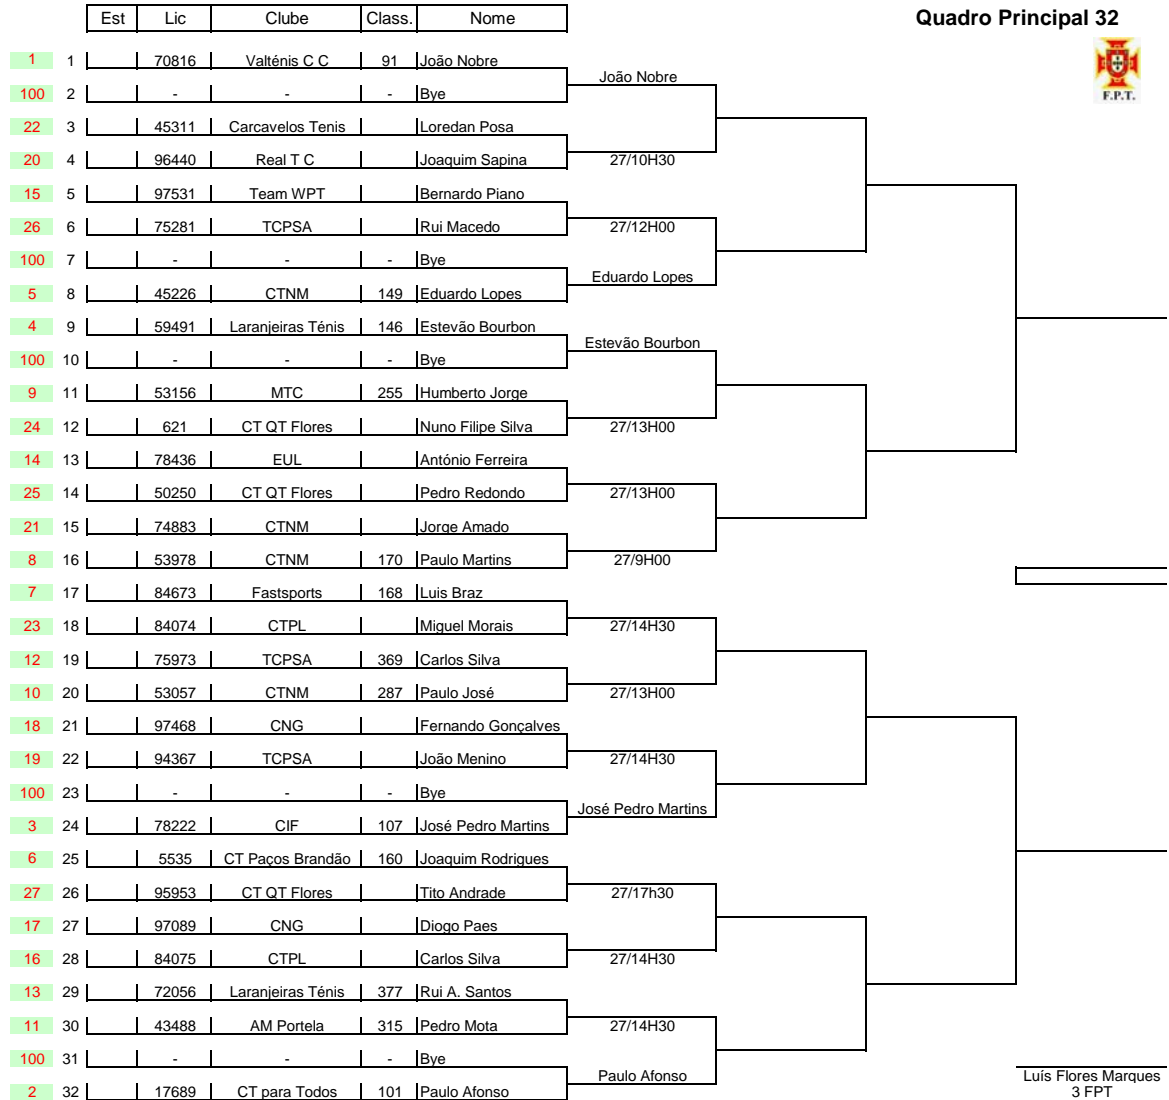 Est Lic Clube Class. Nome Quadro Principal 32
F.P.T.
1 1 70816 Valténis C C 91 João Nobre
João Nobre
100 2 - - - Bye
22 3 45311 Carcavelos Tenis Loredan Posa
27/10H30
20 4 96440 Real T C Joaquim Sapina
15 5 97531 Team WPT Bernardo Piano
27/12H00
26 6 75281 TCPSA Rui Macedo
100 7 - - - Bye
Eduardo Lopes
5 8 45226 CTNM 149 Eduardo Lopes
4 9 59491 Laranjeiras Ténis 146 Estevão Bourbon
Estevão Bourbon
100 10 - - - Bye
9 11 53156 MTC 255 Humberto Jorge
27/13H00
24 12 621 CT QT Flores Nuno Filipe Silva
14 13 78436 EUL António Ferreira
27/13H00
25 14 50250 CT QT Flores Pedro Redondo
21 15 74883 CTNM Jorge Amado
27/9H00
8 16 53978 CTNM 170 Paulo Martins
7 17 84673 Fastsports 168 Luis Braz
27/14H30
23 18 84074 CTPL Miguel Morais
12 19 75973 TCPSA 369 Carlos Silva
27/13H00
10 20 53057 CTNM 287 Paulo José
18 21 97468 CNG Fernando Gonçalves
27/14H30
19 22 94367 TCPSA João Menino
100 23 - - - Bye
José Pedro Martins
3 24 78222 CIF 107 José Pedro Martins
6 25 5535 CT Paços Brandão 160 Joaquim Rodrigues
27/17h30
27 26 95953 CT QT Flores Tito Andrade
17 27 97089 CNG Diogo Paes
27/14H30
16 28 84075 CTPL Carlos Silva
13 29 72056 Laranjeiras Ténis 377 Rui A. Santos
27/14H30
11 30 43488 AM Portela 315 Pedro Mota
100 31 - - - Bye
Paulo Afonso
2 32 17689 CT para Todos 101 Paulo Afonso
Luís Flores Marques
3 FPT